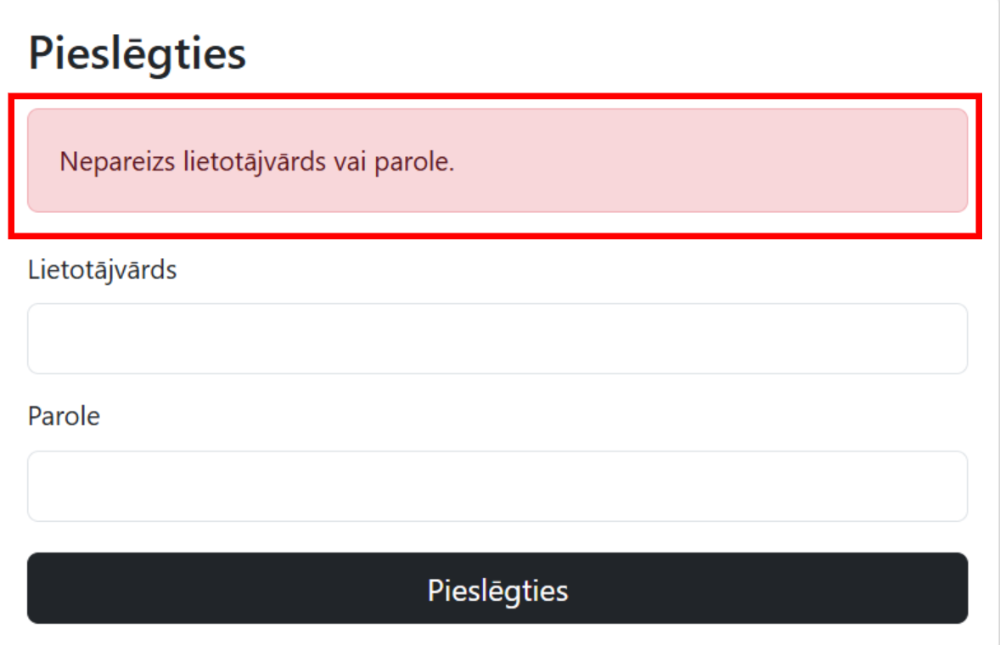 Pieslēgties
Nepareizs lietotājvārds vai parole.
Lietotājvārds
Parole
Pieslēgties